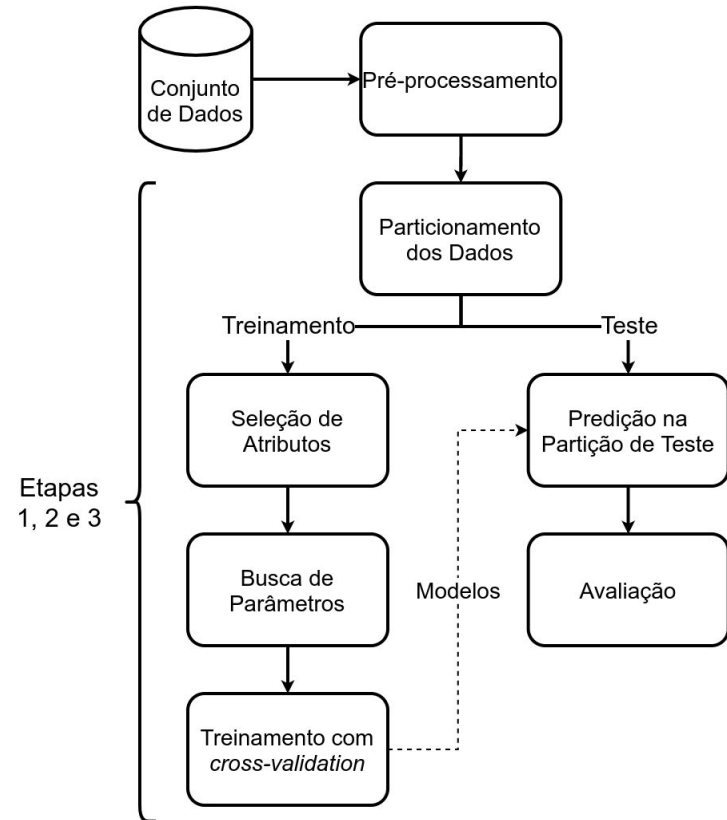 Conjunto
de Dados
Pré-processamento
Particionamento
dos Dados
Treinamento
Teste
Seleção de
Atributos
Predição na
Partição de Teste
Etapas
1, 2 e 3
Busca de
Parâmetros
Modelos
Avaliação
Treinamento com
cross-validation